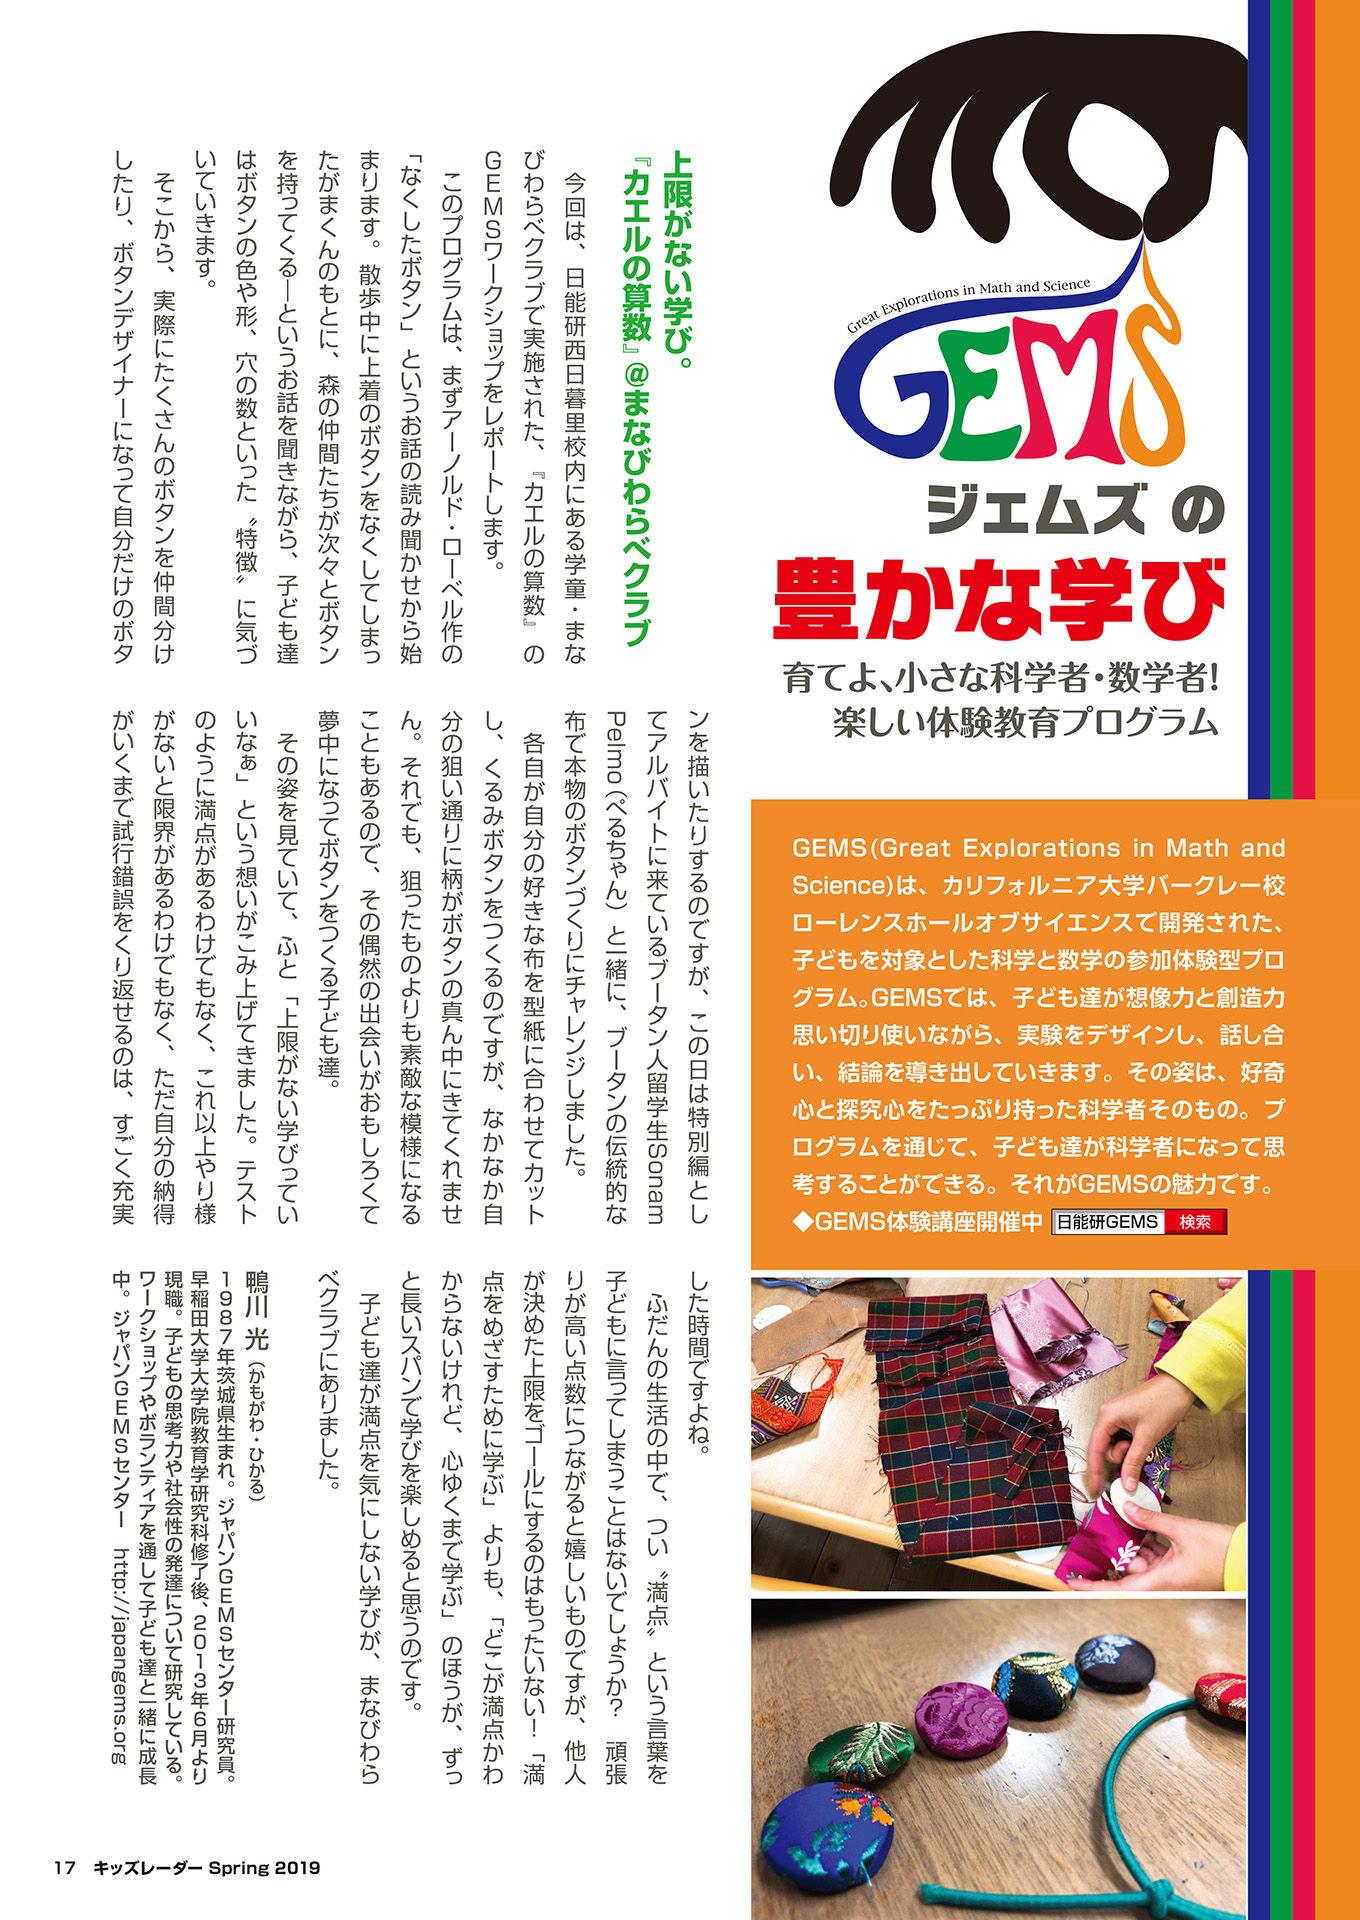 Great Explorations in Math and Science
GEMS
ジェムズ の
豊かな学び
育てよ、小さな科学者・数学者!
楽しい体験教育プログラム
GEMS(Great Explorations in Math and
Science)は、カリフォルニア大学バークレー校
ローレンスホールオブサイエンスで開発された、
子どもを対象とした科学と数学の参加体験型プロ
グラム。GEMSでは、子ども達が想像力と創造力
思い切り使いながら、実験をデザインし、話し合
い、結論を導き出していきます。その姿は、好奇
心と探究心をたっぷり持った科学者そのもの。プ
ログラムを通じて、子ども達が科学者になって思
考することができる。それがGEMSの魅力です。
◆GEMS体験講座開催中 日能研GEMS 検索
上限がない学び。
『カエルの算数』@まなびわらべクラブ
今回は、日能研西日暮里校内にある学童・まな
びわらべクラブで実施された、『カエルの算数』の
GEMSワークショップをレポートします。
このプログラムは、まずアーノルド・ローベル作の
「なくしたボタン」というお話の読み聞かせから始
まります。散歩中に上着のボタンをなくしてしまっ
たがまくんのもとに、森の仲間たちが次々とボタン
を持ってくる―というお話を聞きながら、子ども達
はボタンの色や形、穴の数といった〝特徴〟に気づ
いていきます。
そこから、実際にたくさんのボタンを仲間分け
したり、ボタンデザイナーになって自分だけのボタ
ンを描いたりするのですが、この日は特別編とし
てアルバイトに来ているブータン人留学生Sonam
Pelmo(ぺるちゃん)と一緒に、ブータンの伝統的な
布で本物のボタンづくりにチャレンジしました。
各自が自分の好きな布を型紙に合わせてカット
し、くるみボタンをつくるのですが、なかなか自
分の狙い通りに柄がボタンの真ん中にきてくれませ
ん。それでも、狙ったものよりも素敵な模様になる
こともあるので、その偶然の出会いがおもしろくて
夢中になってボタンをつくる子ども達。
その姿を見ていて、ふと「上限がない学びってい
いなぁ」という想いがこみ上げてきました。テスト
のように満点があるわけでもなく、これ以上やり様
がないと限界があるわけでもなく、ただ自分の納得
がいくまで試行錯誤をくり返せるのは、すごく充実
した時間ですよね。
ふだんの生活の中で、つい〝満点〟という言葉を
子どもに言ってしまうことはないでしょうか? 頑張
りが高い点数につながると嬉しいものですが、他人
が決めた上限をゴールにするのはもったいない!「満
点をめざすために学ぶ」よりも、「どこが満点かわ
からないけれど、心ゆくまで学ぶ」のほうが、ずっ
と長いスパンで学びを楽しめると思うのです。
子ども達が満点を気にしない学びが、まなびわら
べクラブにありました。
鴨川 光(かもがわ・ひかる)
1987年茨城県生まれ。ジャパンGEMSセンター研究員。
早稲田大学大学院教育学研究科修了後、2013年6月より
現職。子どもの思考力や社会性の発達について研究している。
ワークショップやボランティアを通して子ども達と一緒に成長
中。ジャパンGEMSセンター http://japangems.org
17 キッズレーダー Spring 2019